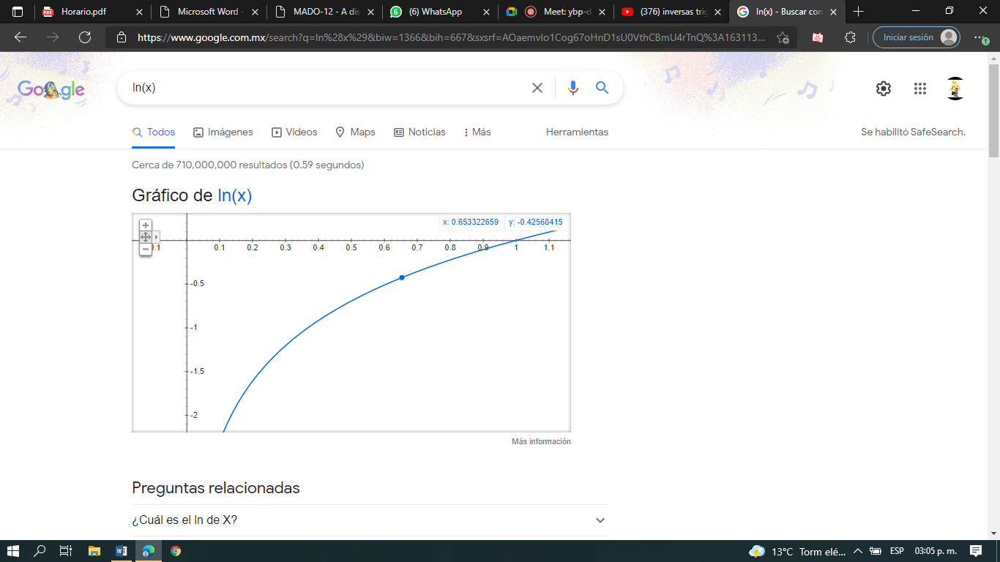 Horario.pdf
Microsoft Word -
MADO-12 - A dis
(6) WhatsApp
Meet: ybp-d
(376) inversas trig
ln(x) - Buscar con
https://www.google.com.mx/search?q=ln%28x%29&biw=1366&bih=667&sxsrf=AOaemvIo1Cog67oHnD1sU0VthCBmU4rTnQ%3A163113...
Iniciar sesión
Google
ln(x)
Todos
Imágenes
Videos
Maps
Noticias
Más
Herramientas
Se habilitó SafeSearch.
Cerca de 710,000,000 resultados (0.59 segundos)
Gráfico de ln(x)
x: 0.653322659 y: -0.42568415
0.1 0.1 0.2 0.3 0.4 0.5 0.6 0.7 0.8 0.9 1 1.1
-0.5
-1
-1.5
-2
Más información
Preguntas relacionadas
¿Cuál es el ln de X?
13°C Torm elé... ESP 03:05 p. m.